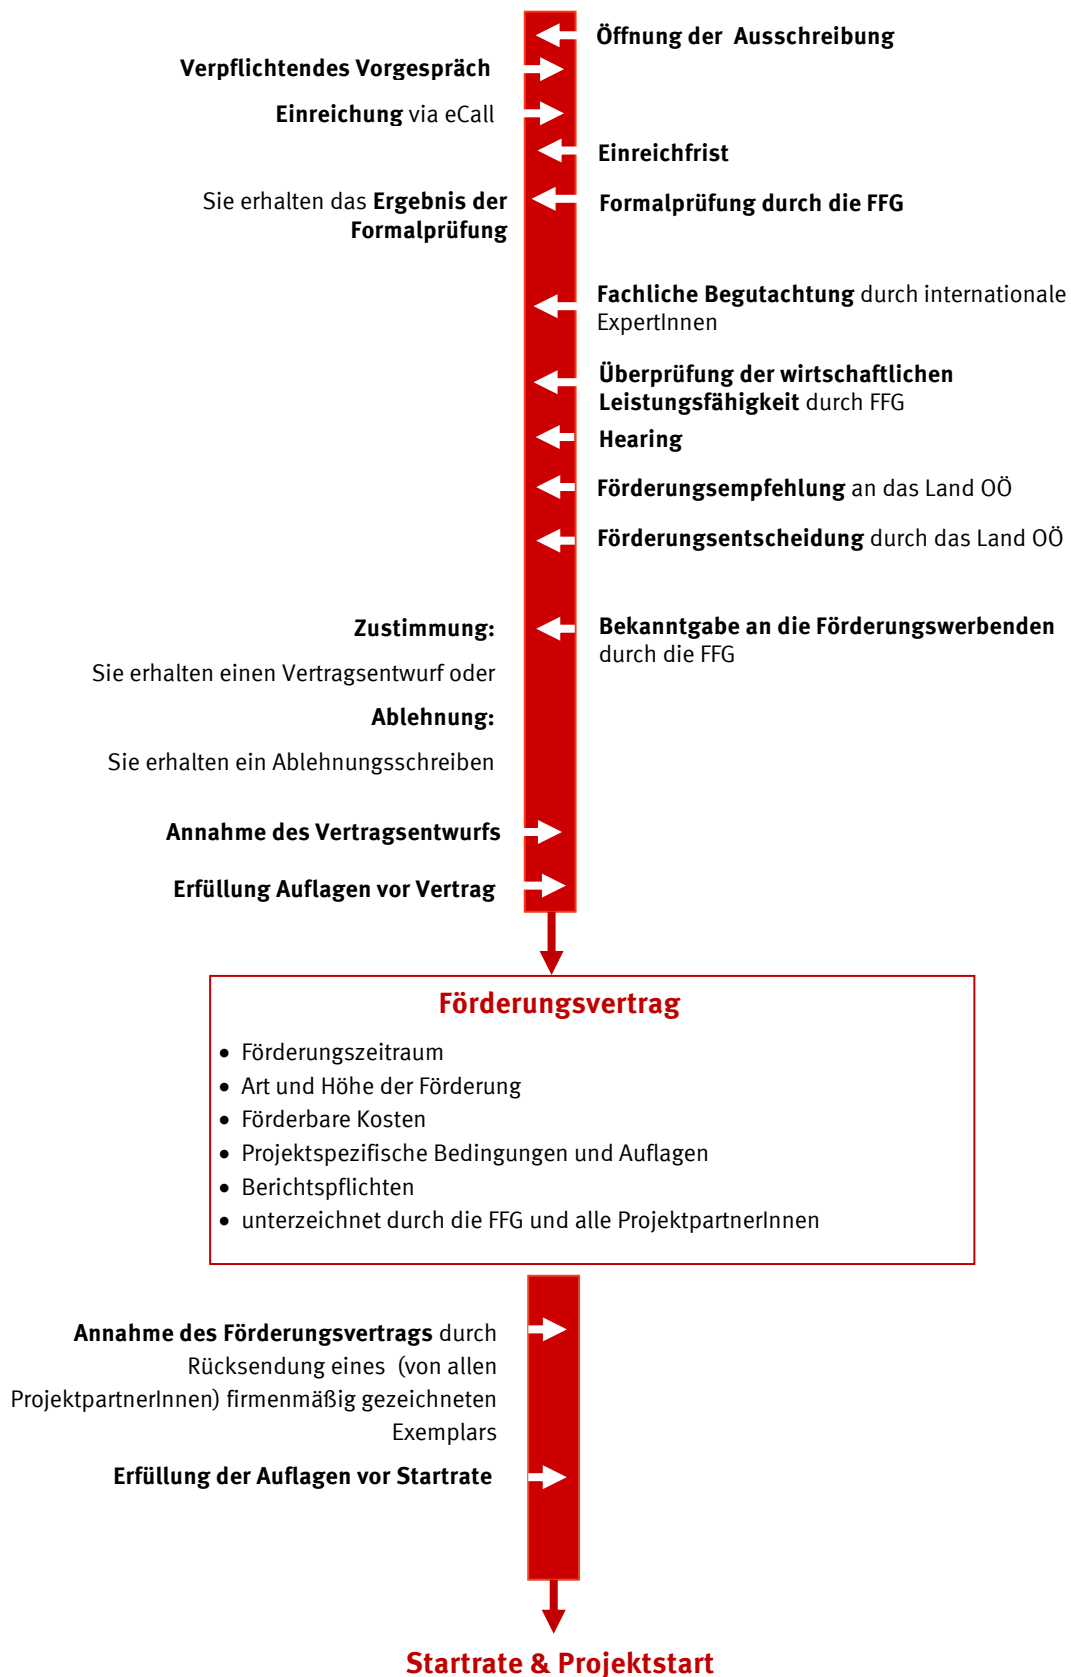 Öffnung der Ausschreibung
Verpflichtendes Vorgespräch
Einreichung via eCall
Einreichfrist
Sie erhalten das Ergebnis der
Formalprüfung
Formalprüfung durch die FFG
Fachliche Begutachtung durch internationale
ExpertInnen
Überprüfung der wirtschaftlichen
Leistungsfähigkeit durch FFG
Hearing
Förderungsempfehlung an das Land OÖ
Förderungsentscheidung durch das Land OÖ
Bekanntgabe an die Förderungswerbenden
durch die FFG
Zustimmung:
Sie erhalten einen Vertragsentwurf oder
Ablehnung:
Sie erhalten ein Ablehnungsschreiben
Annahme des Vertragsentwurfs
Erfüllung Auflagen vor Vertrag
Förderungsvertrag
• Förderungszeitraum
• Art und Höhe der Förderung
• Förderbare Kosten
• Projektspezifische Bedingungen und Auflagen
• Berichtspflichten
• unterzeichnet durch die FFG und alle ProjektpartnerInnen
Annahme des Förderungsvertrags durch
Rücksendung eines (von allen
ProjektpartnerInnen) firmenmäßig gezeichneten
Exemplars
Erfüllung der Auflagen vor Startrate
Startrate & Projektstart